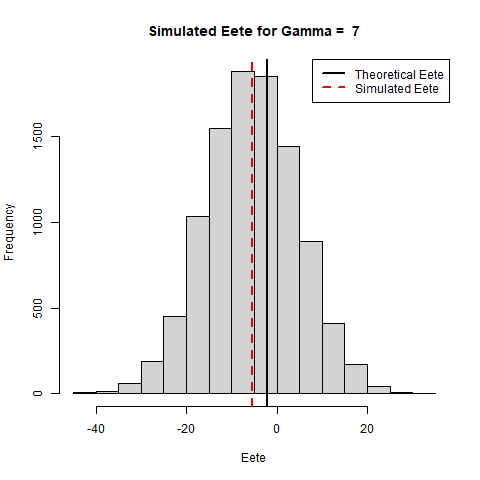 Simulated Eete for Gamma =  7
Theoretical Eete
Simulated Eete
Frequency
1500
1000
500
0
-40 -20 0 20
Eete